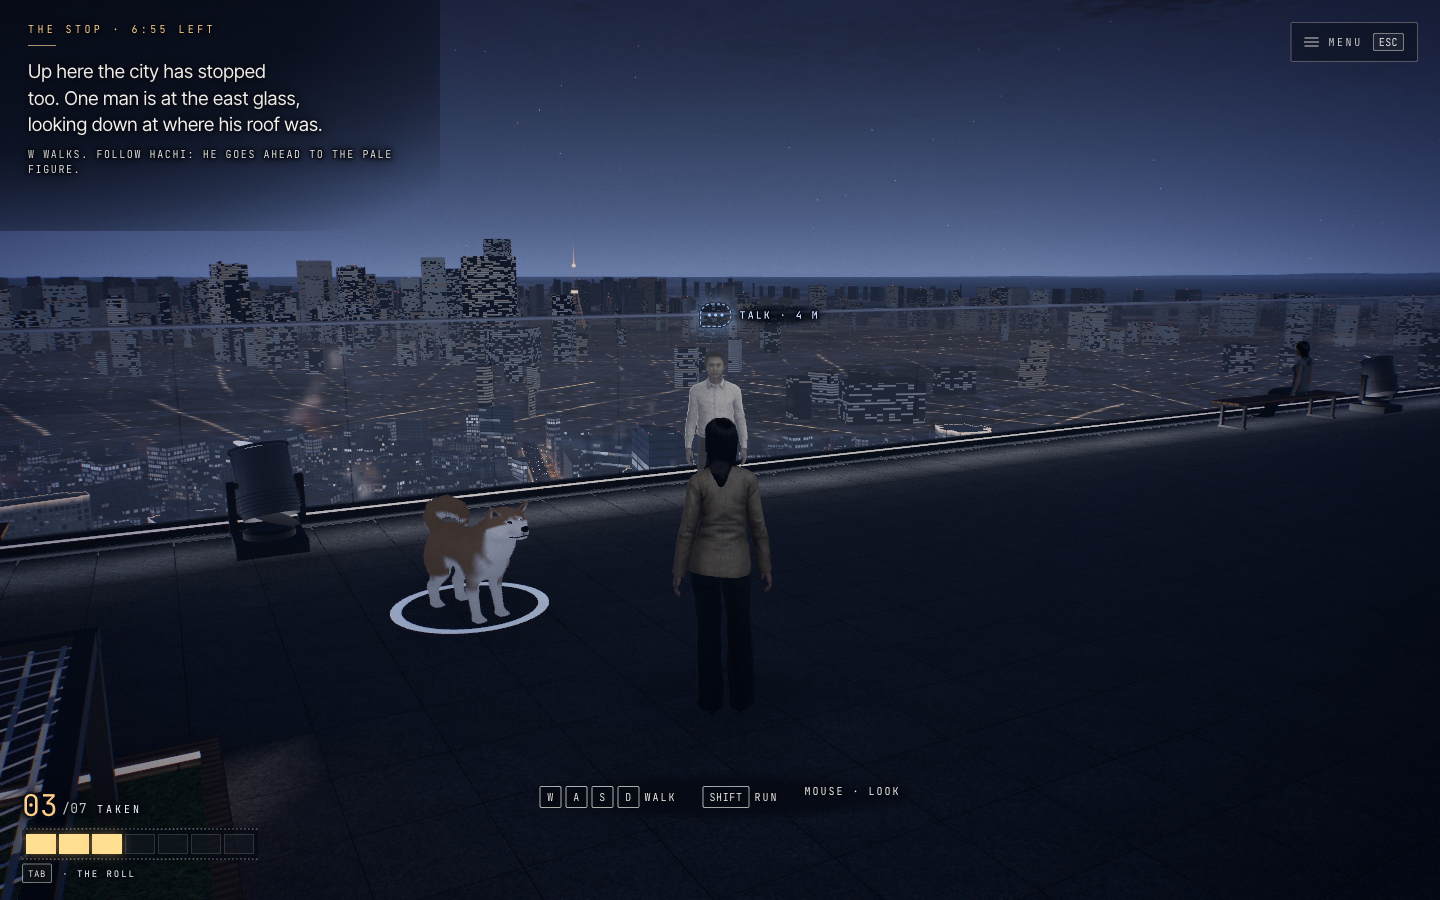 THE STOP · 6:55 LEFT
Up here the city has stopped
too. One man is at the east glass,
looking down at where his roof was.
W WALKS. FOLLOW HACHI: HE GOES AHEAD TO THE PALE
FIGURE.
MENU ESC
TALK · 4 M
03 /07 TAKEN
TAB · THE ROLL
W A S D WALK SHIFT RUN MOUSE · LOOK